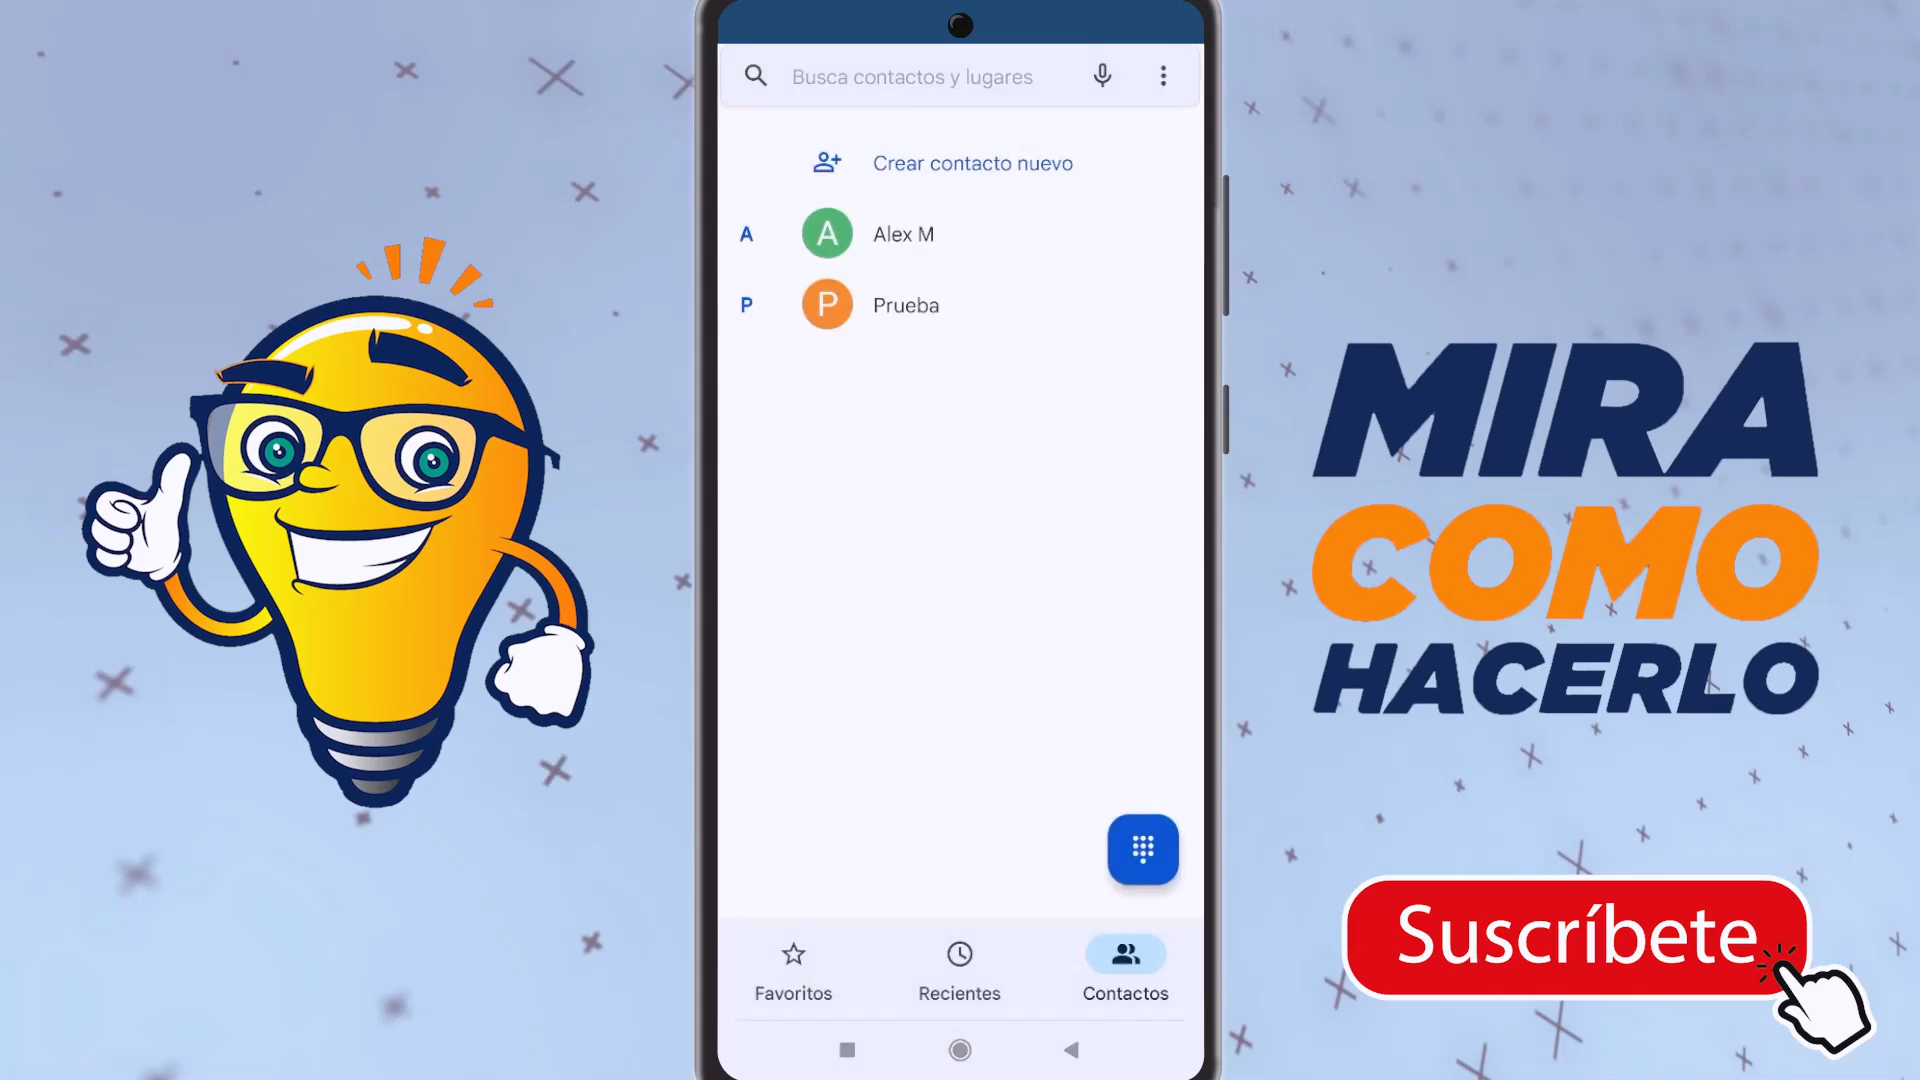 Busca contactos y lugares
Crear contacto nuevo
A
A
Alex M
P
P
Prueba
Favoritos
Recientes
Contactos
MIRA
COMO
HACERLO
Suscríbete